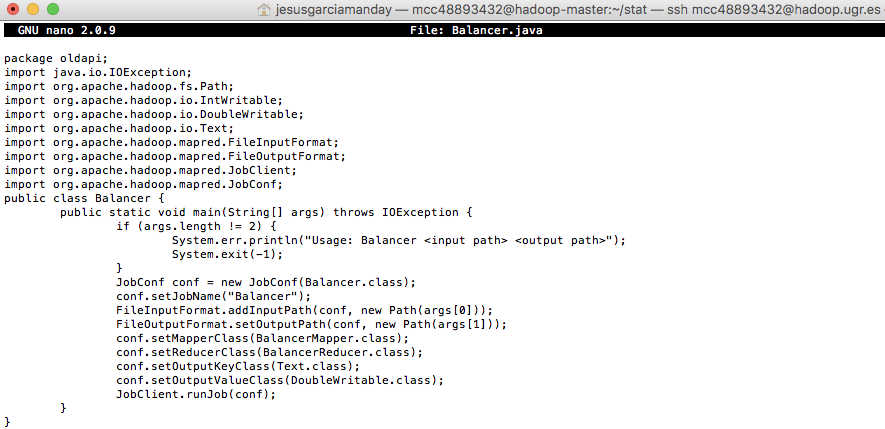 jesusgarciamanday — mcc48893432@hadoop-master:~/stat — ssh mcc48893432@hadoop.ugr.es
GNU nano 2.0.9 File: Balancer.java
package oldapi;
import java.io.IOException;
import org.apache.hadoop.fs.Path;
import org.apache.hadoop.io.IntWritable;
import org.apache.hadoop.io.DoubleWritable;
import org.apache.hadoop.io.Text;
import org.apache.hadoop.mapred.FileInputFormat;
import org.apache.hadoop.mapred.FileOutputFormat;
import org.apache.hadoop.mapred.JobClient;
import org.apache.hadoop.mapred.JobConf;
public class Balancer {
        public static void main(String[] args) throws IOException {
                if (args.length != 2) {
                        System.err.println("Usage: Balancer <input path> <output path>");
                        System.exit(-1);
                }
                JobConf conf = new JobConf(Balancer.class);
                conf.setJobName("Balancer");
                FileInputFormat.addInputPath(conf, new Path(args[0]));
                FileOutputFormat.setOutputPath(conf, new Path(args[1]));
                conf.setMapperClass(BalancerMapper.class);
                conf.setReducerClass(BalancerReducer.class);
                conf.setOutputKeyClass(Text.class);
                conf.setOutputValueClass(DoubleWritable.class);
                JobClient.runJob(conf);
        }
}